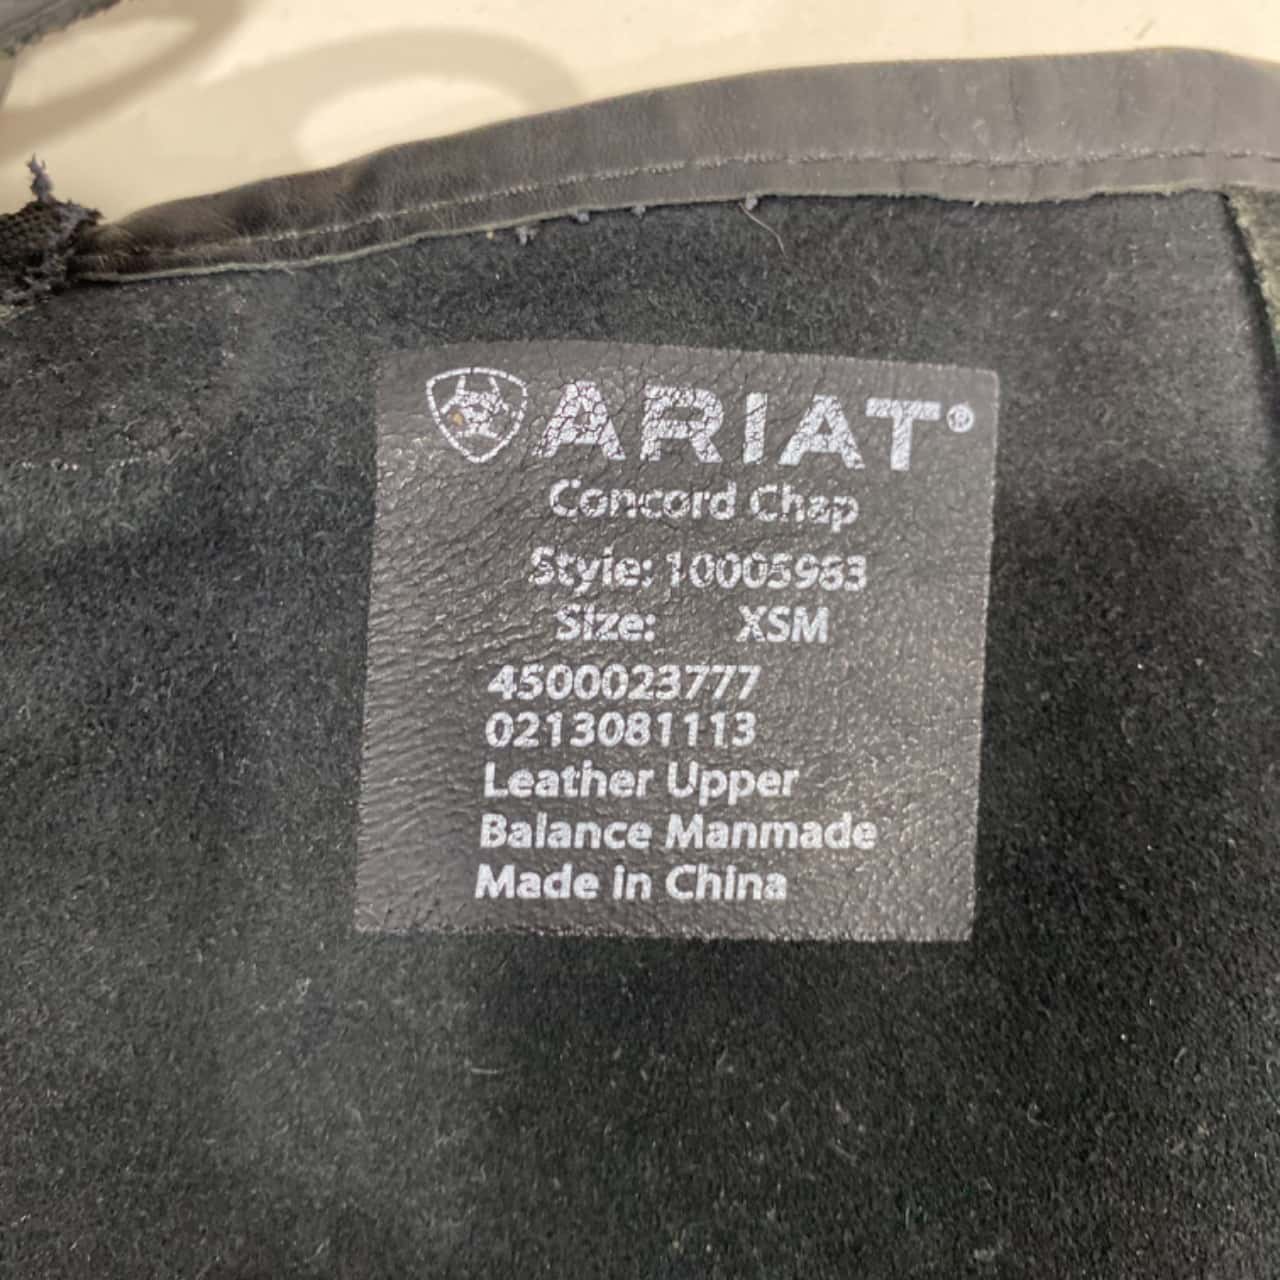 ARIAT®
Concord Chap
Style: 10005983
Size: XSM
4500023777
0213081113
Leather Upper
Balance Manmade
Made in China